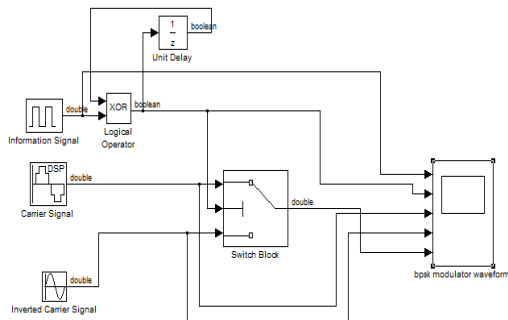 1
z
boolean
Unit Delay
double
XOR
boolean
Information Signal
Logical
Operator
DSP
double
Carrier Signal
double
Switch Block
bpsk modulator waveform
double
Inverted Carrier Signal